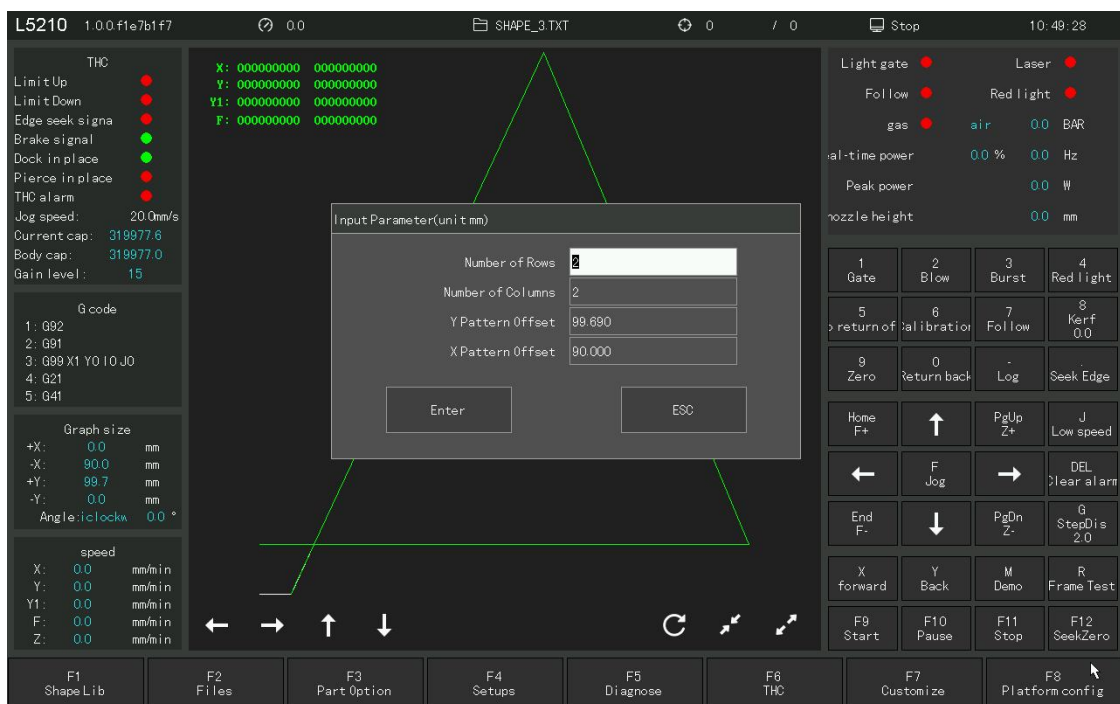 L5210 1.0.0.f1e7b1f7 0.0 SHAPE_3.TXT 0 / 0 Stop 10:49:28
THC
LimitUp
LimitDown
Edge seek signa
Brake signal
Dock in place
Pierce in place
THC alarm
Jog speed: 20.0mm/s
Current cap: 319977.6
Body cap: 319977.0
Gain level: 15
G code
1: G92
2: G91
3: G99 X1 Y0 I0 J0
4: G21
5: G41
Graph size
+X: 0.0 mm
-X: 90.0 mm
+Y: 99.7 mm
-Y: 0.0 mm
Angle:iclockw 0.0 °
speed
X: 0.0 mm/min
Y: 0.0 mm/min
Y1: 0.0 mm/min
F: 0.0 mm/min
Z: 0.0 mm/min
X: 000000000 000000000
Y: 000000000 000000000
Y1: 000000000 000000000
F: 000000000 000000000
Input Parameter(unit mm)
Number of Rows 2
Number of Columns 2
Y Pattern Offset 99.690
X Pattern Offset 90.000
Enter ESC
Light gate Laser
Follow Red light
gas air 0.0 BAR
al-time power 0.0 % 0.0 Hz
Peak power 0.0 W
nozzle height 0.0 mm
1 2 3 4
Gate Blow Burst Red light
5 6 7 8
return of alibratio Follow Kerf
0.0
9 0 - .
Zero Return back Log Seek Edge
Home ↑ PgUp J
F+ Z+ Low speed
← F → DEL
Jog Clear alarm
End ↓ PgDn G
F- Z- StepDis
2.0
X Y M R
forward Back Demo Frame Test
F9 F10 F11 F12
Start Pause Stop SeekZero
F1 F2 F3 F4 F5 F6 F7 F8
Shape Lib Files Part Option Setups Diagnose THC Customize Platform config